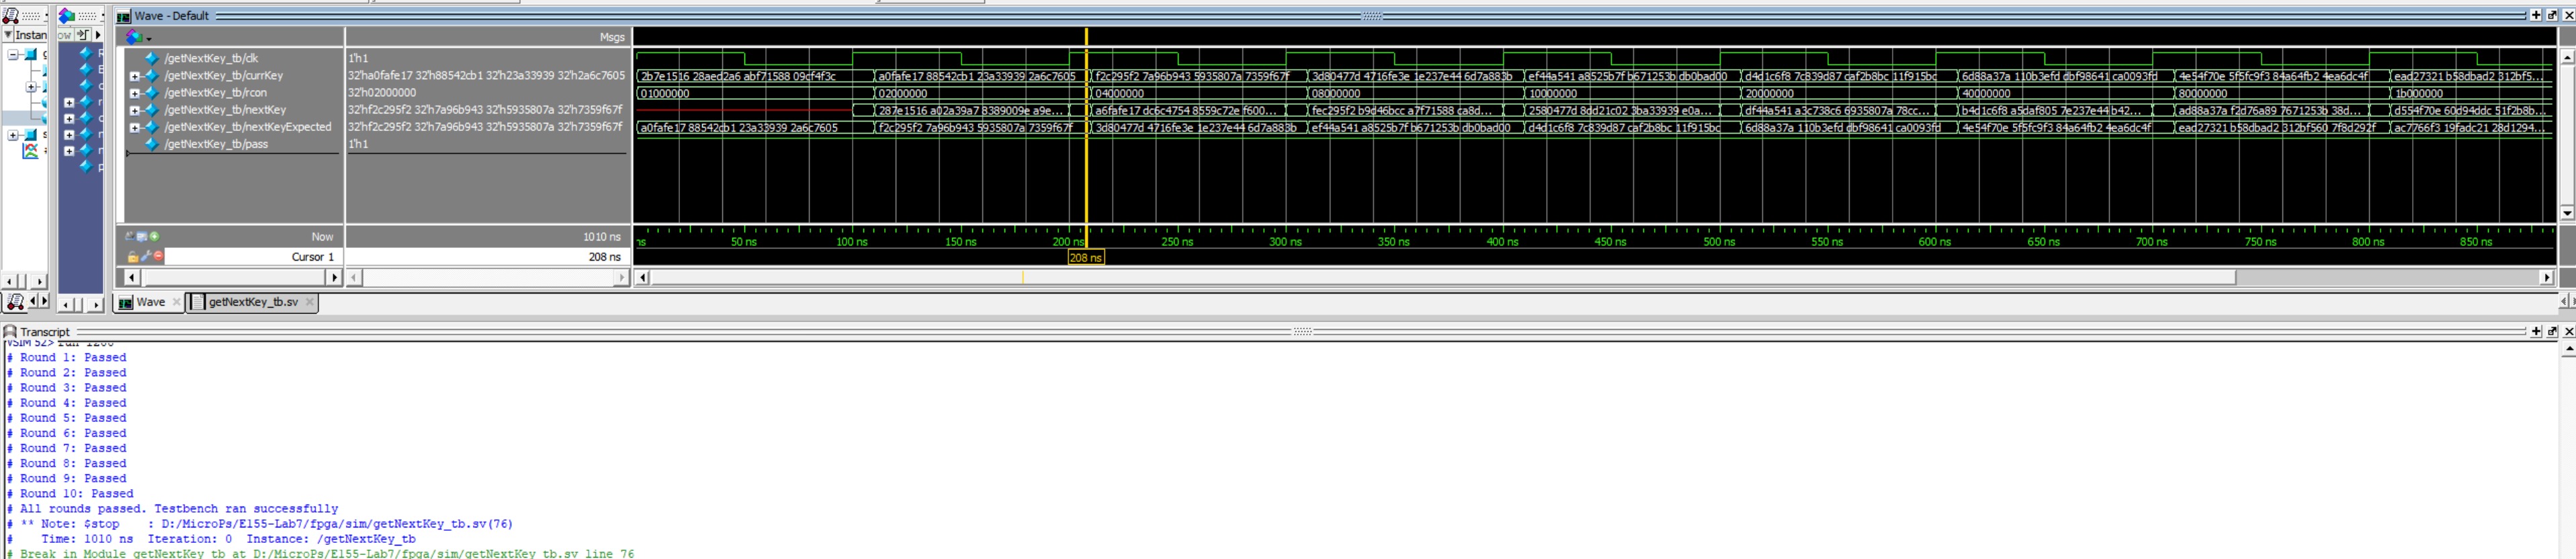 Wave - Default
Instan
Msgs
/getNextKey_tb/clk 1'h1
/getNextKey_tb/currKey 32'ha0fafe17 32'h88542cb1 32'h23a33939 32'h2a6c7605 2b7e1516 28aed2a6 abf71588 09cf4f3c a0fafe17 88542cb1 23a33939 2a6c7605 f2c295f2 7a96b943 5935807a 7359f67f 3d80477d 4716fe3e 1e237e44 6d7a883b ef44a541 a8525b7f b671253b db0bad00 d4d1c6f8 7c839d87 caf2b8bc 11f915bc 6d88a37a 110b3efd dbf98641 ca0093fd 4e54f70e 5f5fc9f3 84a64fb2 4ea6dc4f ead27321 b58dbad2 312bf5...
/getNextKey_tb/rcon 32'h02000000 01000000 02000000 04000000 08000000 10000000 20000000 40000000 80000000 1b000000
/getNextKey_tb/nextKey 32'hf2c295f2 32'h7a96b943 32'h5935807a 32'h7359f67f 287e1516 a02a39a7 8389009e a9e... a6fafe17 dc6c4754 8559c72e f600... fec295f2 b9d46bcc a7f71588 ca8d... 2580477d 8dd21c02 3ba33939 e0a... df44a541 a3c738c6 6935807a 78cc... b4d1c6f8 a5daf805 7e237e44 b42... ad88a37a f2d76a89 7671253b 38d... d554f70e 60d94ddc 51f2b8b...
/getNextKey_tb/nextKeyExpected 32'hf2c295f2 32'h7a96b943 32'h5935807a 32'h7359f67f a0fafe17 88542cb1 23a33939 2a6c7605 f2c295f2 7a96b943 5935807a 7359f67f 3d80477d 4716fe3e 1e237e44 6d7a883b ef44a541 a8525b7f b671253b db0bad00 d4d1c6f8 7c839d87 caf2b8bc 11f915bc 6d88a37a 110b3efd dbf98641 ca0093fd 4e54f70e 5f5fc9f3 84a64fb2 4ea6dc4f ead27321 b58dbad2 312bf560 7f8d292f ac7766f3 19fadc21 28d1294...
/getNextKey_tb/pass 1'h1
Now 1010 ns ns 50 ns 100 ns 150 ns 200 ns 250 ns 300 ns 350 ns 400 ns 450 ns 500 ns 550 ns 600 ns 650 ns 700 ns 750 ns 800 ns 850 ns
Cursor 1 208 ns 208 ns
Wave getNextKey_tb.sv
Transcript
VSIM 52> run 1200
# Round 1: Passed
# Round 2: Passed
# Round 3: Passed
# Round 4: Passed
# Round 5: Passed
# Round 6: Passed
# Round 7: Passed
# Round 8: Passed
# Round 9: Passed
# Round 10: Passed
# All rounds passed. Testbench ran successfully
# ** Note: $stop : D:/MicroPs/E155-Lab7/fpga/sim/getNextKey_tb.sv(76)
# Time: 1010 ns Iteration: 0 Instance: /getNextKey_tb
# Break in Module getNextKey_tb at D:/MicroPs/E155-Lab7/fpga/sim/getNextKey_tb.sv line 76